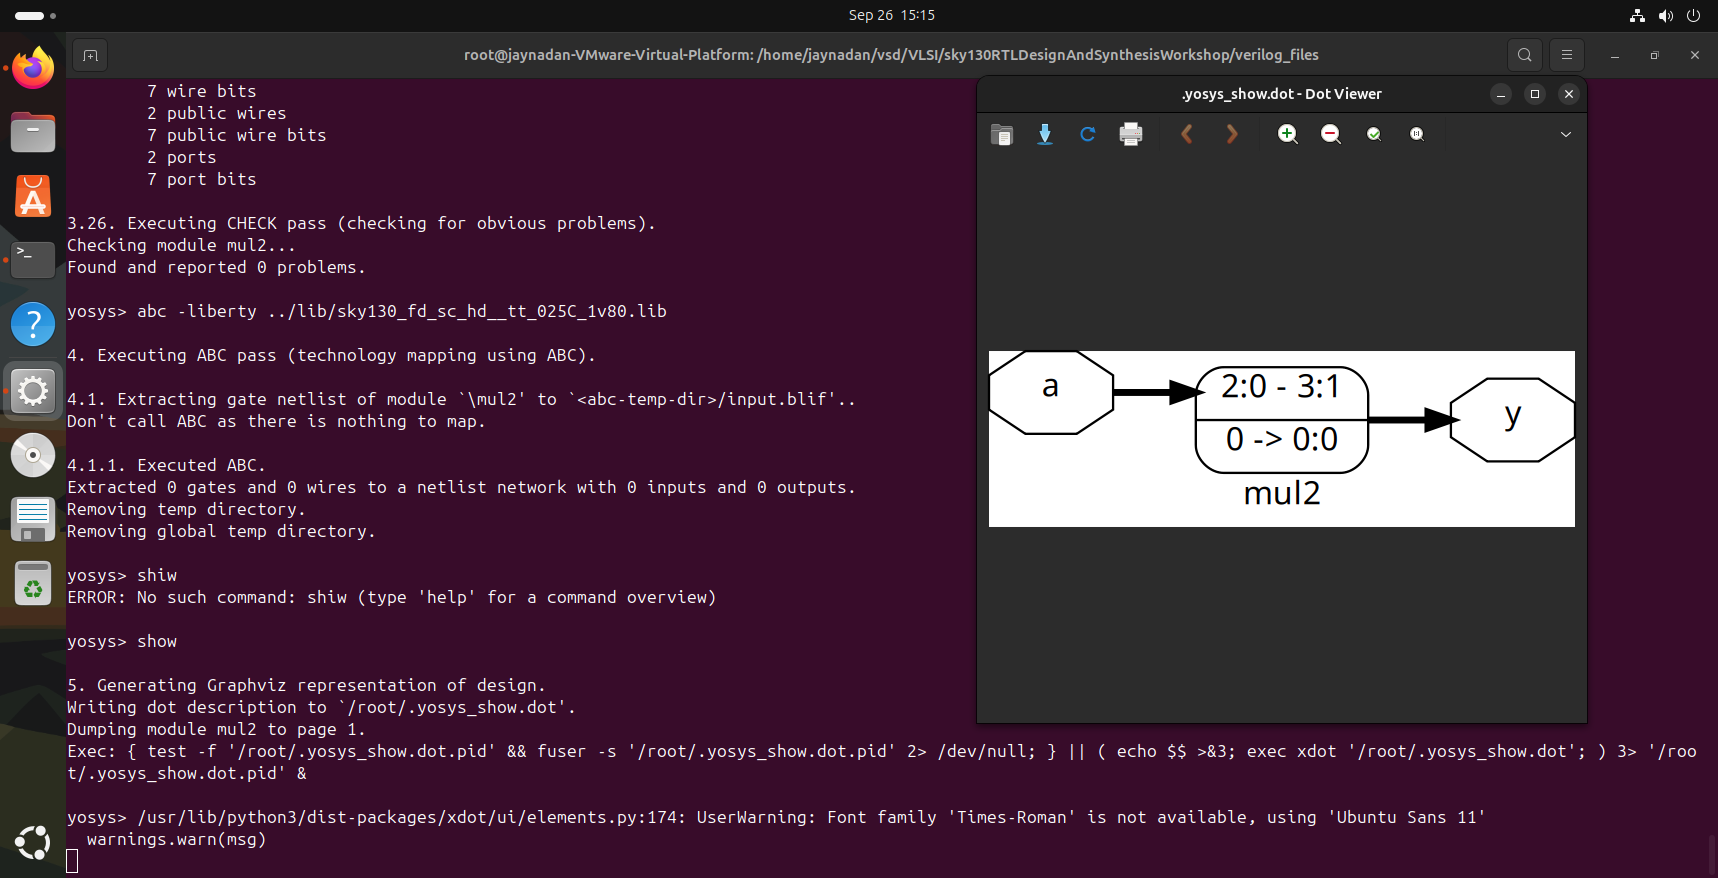 Sep 26 15:15
root@jaynadan-VMware-Virtual-Platform: /home/jaynadan/vsd/VLSI/sky130RTLDesignAndSynthesisWorkshop/verilog_files
7 wire bits
2 public wires
7 public wire bits
2 ports
7 port bits
3.26. Executing CHECK pass (checking for obvious problems).
Checking module mul2...
Found and reported 0 problems.
yosys> abc -liberty ../lib/sky130_fd_sc_hd__tt_025C_1v80.lib
4. Executing ABC pass (technology mapping using ABC).
4.1. Extracting gate netlist of module `\mul2' to `<abc-temp-dir>/input.blif'..
Don't call ABC as there is nothing to map.
4.1.1. Executed ABC.
Extracted 0 gates and 0 wires to a netlist network with 0 inputs and 0 outputs.
Removing temp directory.
Removing global temp directory.
yosys> shiw
ERROR: No such command: shiw (type 'help' for a command overview)
yosys> show
5. Generating Graphviz representation of design.
Writing dot description to `/root/.yosys_show.dot'.
Dumping module mul2 to page 1.
Exec: { test -f '/root/.yosys_show.dot.pid' && fuser -s '/root/.yosys_show.dot.pid' 2> /dev/null; } || ( echo $$ >&3; exec xdot '/root/.yosys_show.dot'; ) 3> '/roo
t/.yosys_show.dot.pid' &
yosys> /usr/lib/python3/dist-packages/xdot/ui/elements.py:174: UserWarning: Font family 'Times-Roman' is not available, using 'Ubuntu Sans 11'
warnings.warn(msg)
.yosys_show.dot - Dot Viewer
a
2:0 - 3:1
0 -> 0:0
y
mul2